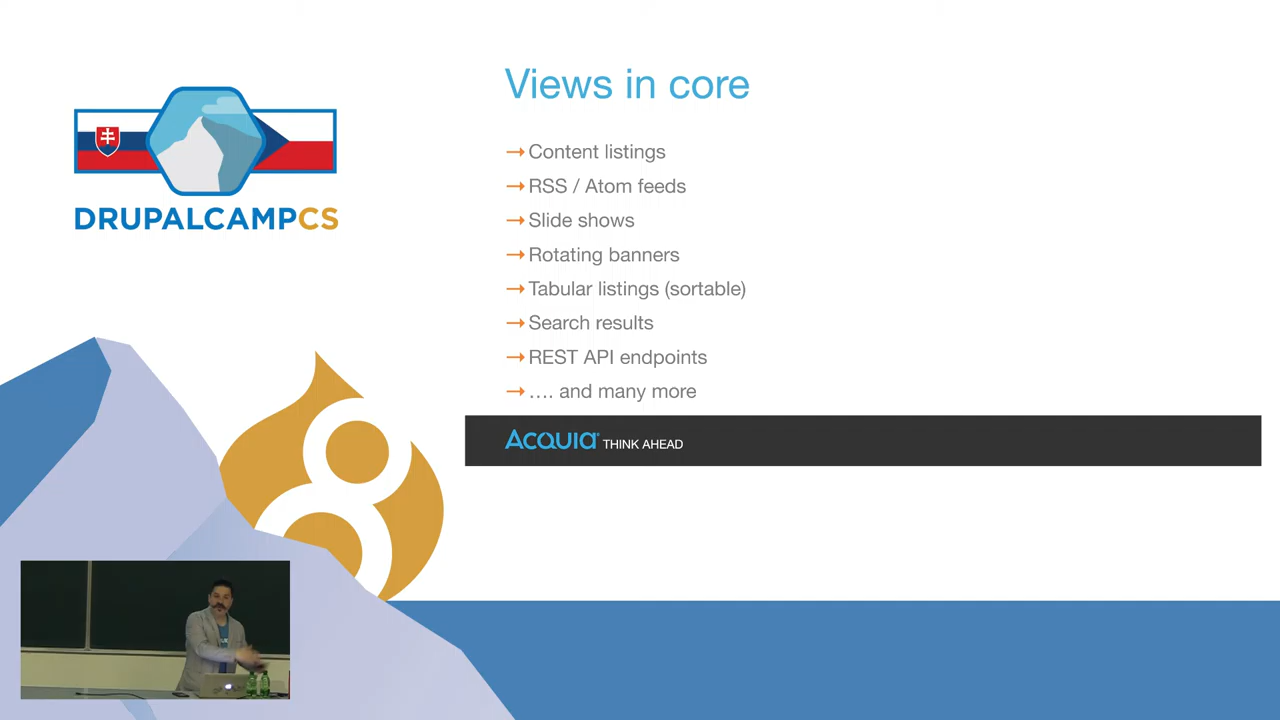 DRUPALCAMPCS
Views in core
→ Content listings
→ RSS / Atom feeds
→ Slide shows
→ Rotating banners
→ Tabular listings (sortable)
→ Search results
→ REST API endpoints
→ …. and many more
ACQUIA THINK AHEAD
8